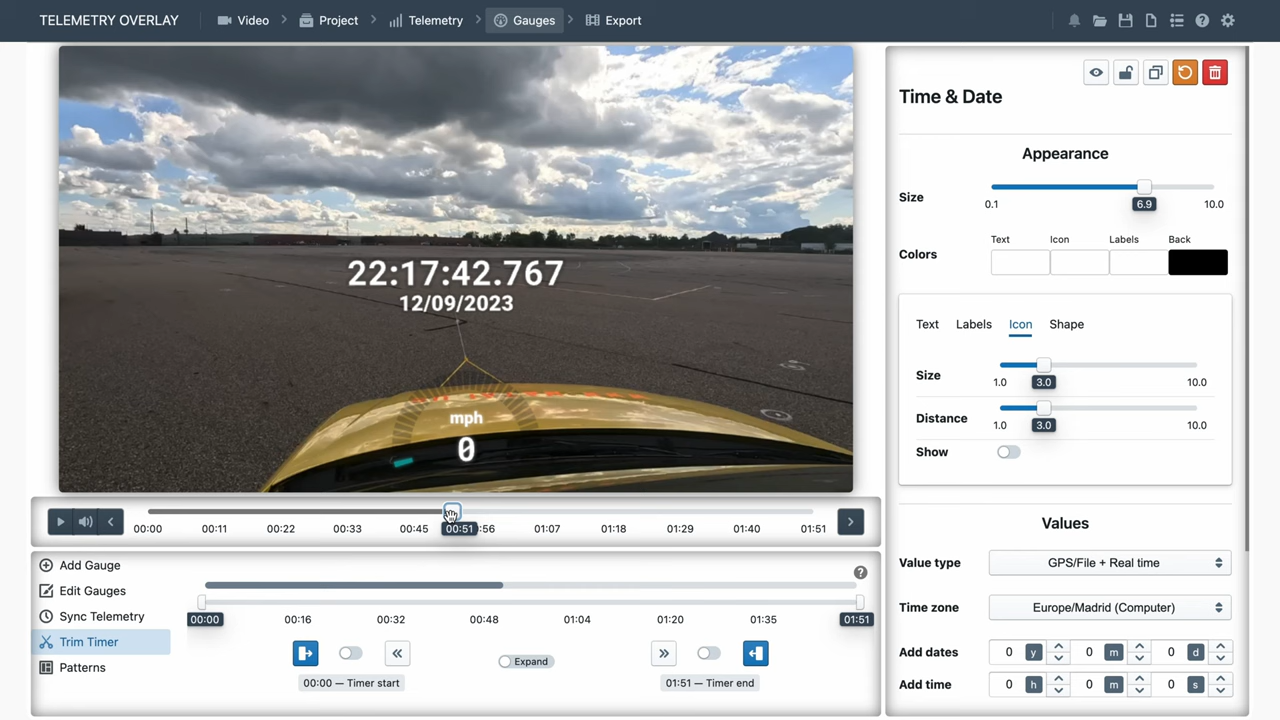 TELEMETRY OVERLAY Video Project Telemetry Gauges Export
22:17:42.767
12/09/2023
mph
0
00:00 00:11 00:22 00:33 00:45 00:51 :56 01:07 01:18 01:29 01:40 01:51
Add Gauge
Edit Gauges
Sync Telemetry
Trim Timer
Patterns
?
00:00 00:16 00:32 00:48 01:04 01:20 01:35 01:51
Expand
00:00 — Timer start
01:51 — Timer end
Time & Date
Appearance
Size
0.1 6.9 10.0
Text Icon Labels Back
Colors
Text Labels Icon Shape
Size
1.0 3.0 10.0
Distance
1.0 3.0 10.0
Show
Values
Value type GPS/File + Real time
Time zone Europe/Madrid (Computer)
Add dates 0 y 0 m 0 d
Add time 0 h 0 m 0 s